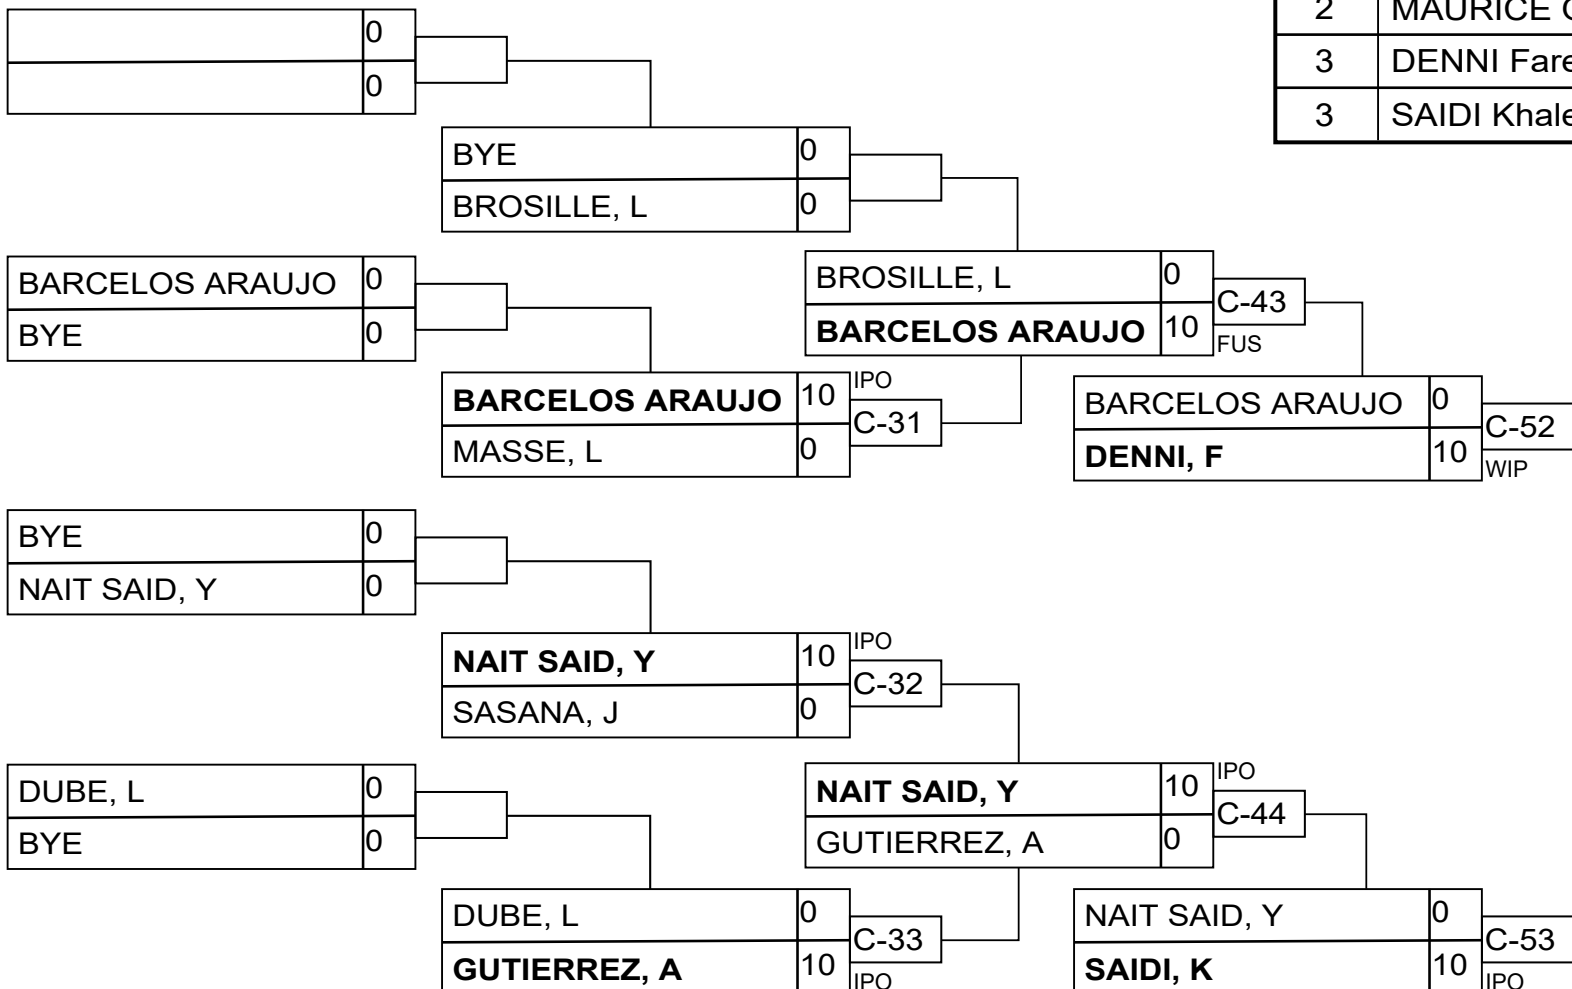 0
0
2 MAURICE
3 DENNI Fare
3 SAIDI Khale
BYE 0
BROSILLE, L 0
BARCELOS ARAUJO 0
BYE 0
BROSILLE, L 0
BARCELOS ARAUJO 10
C-43
FUS
BARCELOS ARAUJO 10
MASSE, L 0
IPO
C-31
BARCELOS ARAUJO 0
DENNI, F 10
C-52
WIP
BYE 0
NAIT SAID, Y 0
NAIT SAID, Y 10
SASANA, J 0
IPO
C-32
DUBE, L 0
BYE 0
NAIT SAID, Y 10
GUTIERREZ, A 0
IPO
C-44
DUBE, L 0
GUTIERREZ, A 10
C-33
IPO
NAIT SAID, Y 0
SAIDI, K 10
C-53
IPO